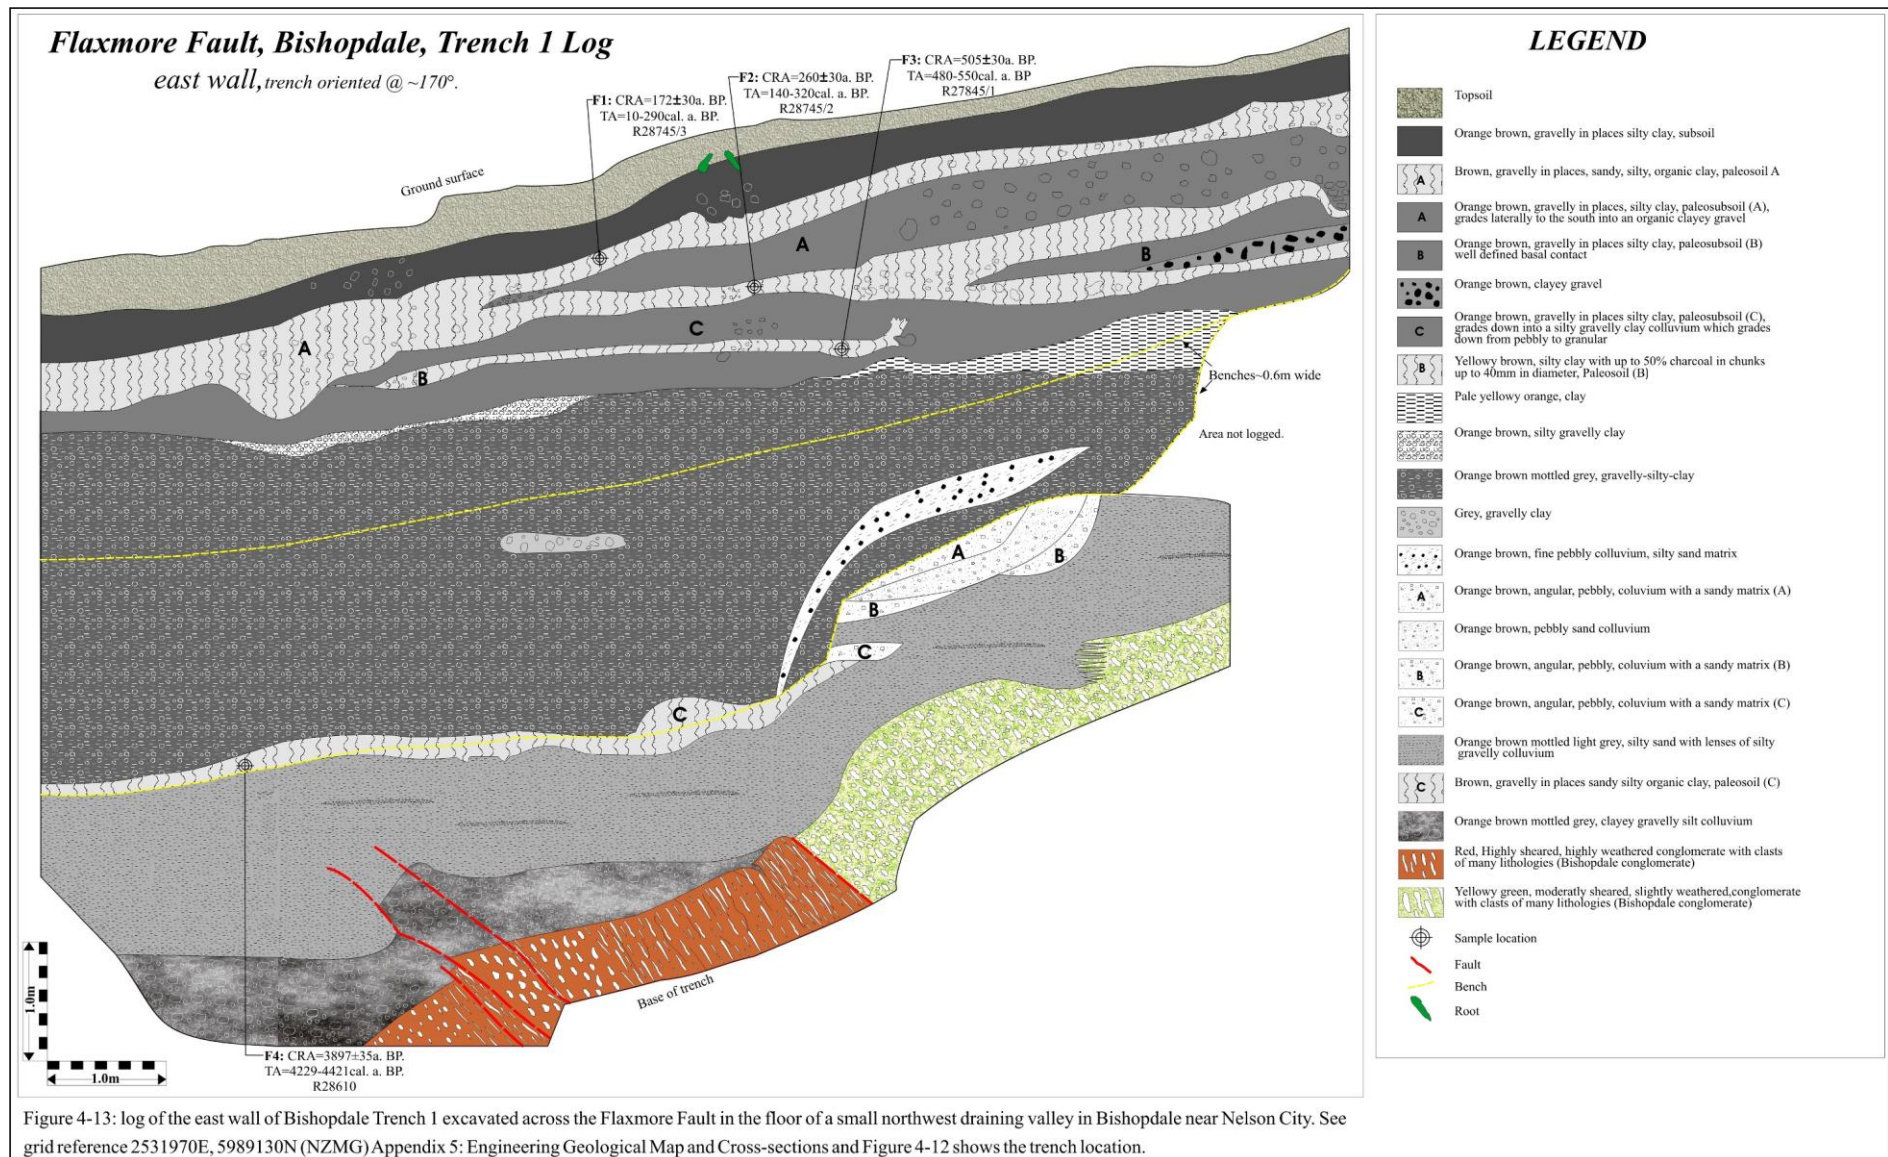 Flaxmore Fault, Bishopdale, Trench 1 Log
east wall, trench oriented @ ~170°.
F1: CRA=172±30a. BP.
TA=10-290cal. a. BP.
R28745/3
F2: CRA=260±30a. BP.
TA=140-320cal. a. BP.
R28745/2
F3: CRA=505±30a. BP.
TA=480-550cal. a. BP
R27845/1
Ground surface
A
B
C
A
B
Benches~0.6m wide
Area not logged.
A
B
B
C
C
Base of trench
1.0m
1.0m
F4: CRA=3897±35a. BP.
TA=4229-4421cal. a. BP.
R28610
LEGEND
Topsoil
Orange brown, gravelly in places silty clay, subsoil
A
Brown, gravelly in places, sandy, silty, organic clay, paleosoil A
A
Orange brown, gravelly in places, silty clay, paleosubsoil (A),
grades laterally to the south into an organic clayey gravel
B
Orange brown, gravelly in places silty clay, paleosubsoil (B)
well defined basal contact
Orange brown, clayey gravel
C
Orange brown, gravelly in places silty clay, paleosubsoil (C),
grades down into a silty gravelly clay colluvium which grades
down from pebbly to granular
B
Yellowy brown, silty clay with up to 50% charcoal in chunks
up to 40mm in diameter, Paleosoil (B)
Pale yellowy orange, clay
Orange brown, silty gravelly clay
Orange brown mottled grey, gravelly-silty-clay
Grey, gravelly clay
Orange brown, fine pebbly colluvium, silty sand matrix
A
Orange brown, angular, pebbly, coluvium with a sandy matrix (A)
Orange brown, pebbly sand colluvium
B
Orange brown, angular, pebbly, coluvium with a sandy matrix (B)
C
Orange brown, angular, pebbly, coluvium with a sandy matrix (C)
Orange brown mottled light grey, silty sand with lenses of silty
gravelly colluvium
C
Brown, gravelly in places sandy silty organic clay, paleosoil (C)
Orange brown mottled grey, clayey gravelly silt colluvium
Red, Highly sheared, highly weathered conglomerate with clasts
of many lithologies (Bishopdale conglomerate)
Yellowy green, moderatly sheared, slightly weathered,conglomerate
with clasts of many lithologies (Bishopdale conglomerate)
Sample location
Fault
Bench
Root
Figure 4-13: log of the east wall of Bishopdale Trench 1 excavated across the Flaxmore Fault in the floor of a small northwest draining valley in Bishopdale near Nelson City. See
grid reference 2531970E, 5989130N (NZMG) Appendix 5: Engineering Geological Map and Cross-sections and Figure 4-12 shows the trench location.